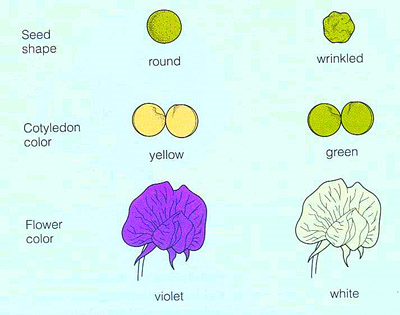 Seed
shape
round
wrinkled
Cotyledon
color
yellow
green
Flower
color
violet
white